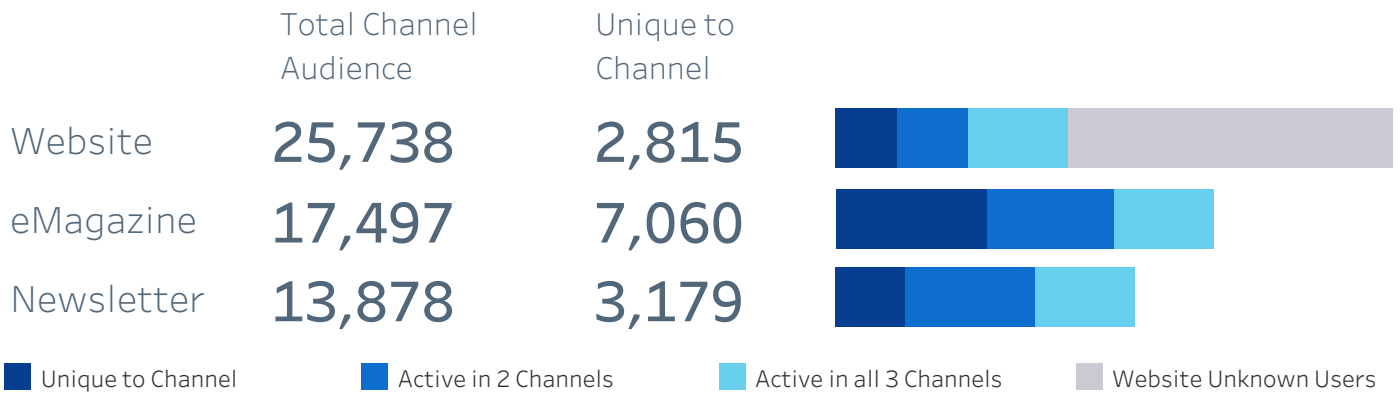 Total Channel Audience
Unique to Channel
Website 25,738 2,815
eMagazine 17,497 7,060
Newsletter 13,878 3,179
Unique to Channel Active in 2 Channels Active in all 3 Channels Website Unknown Users